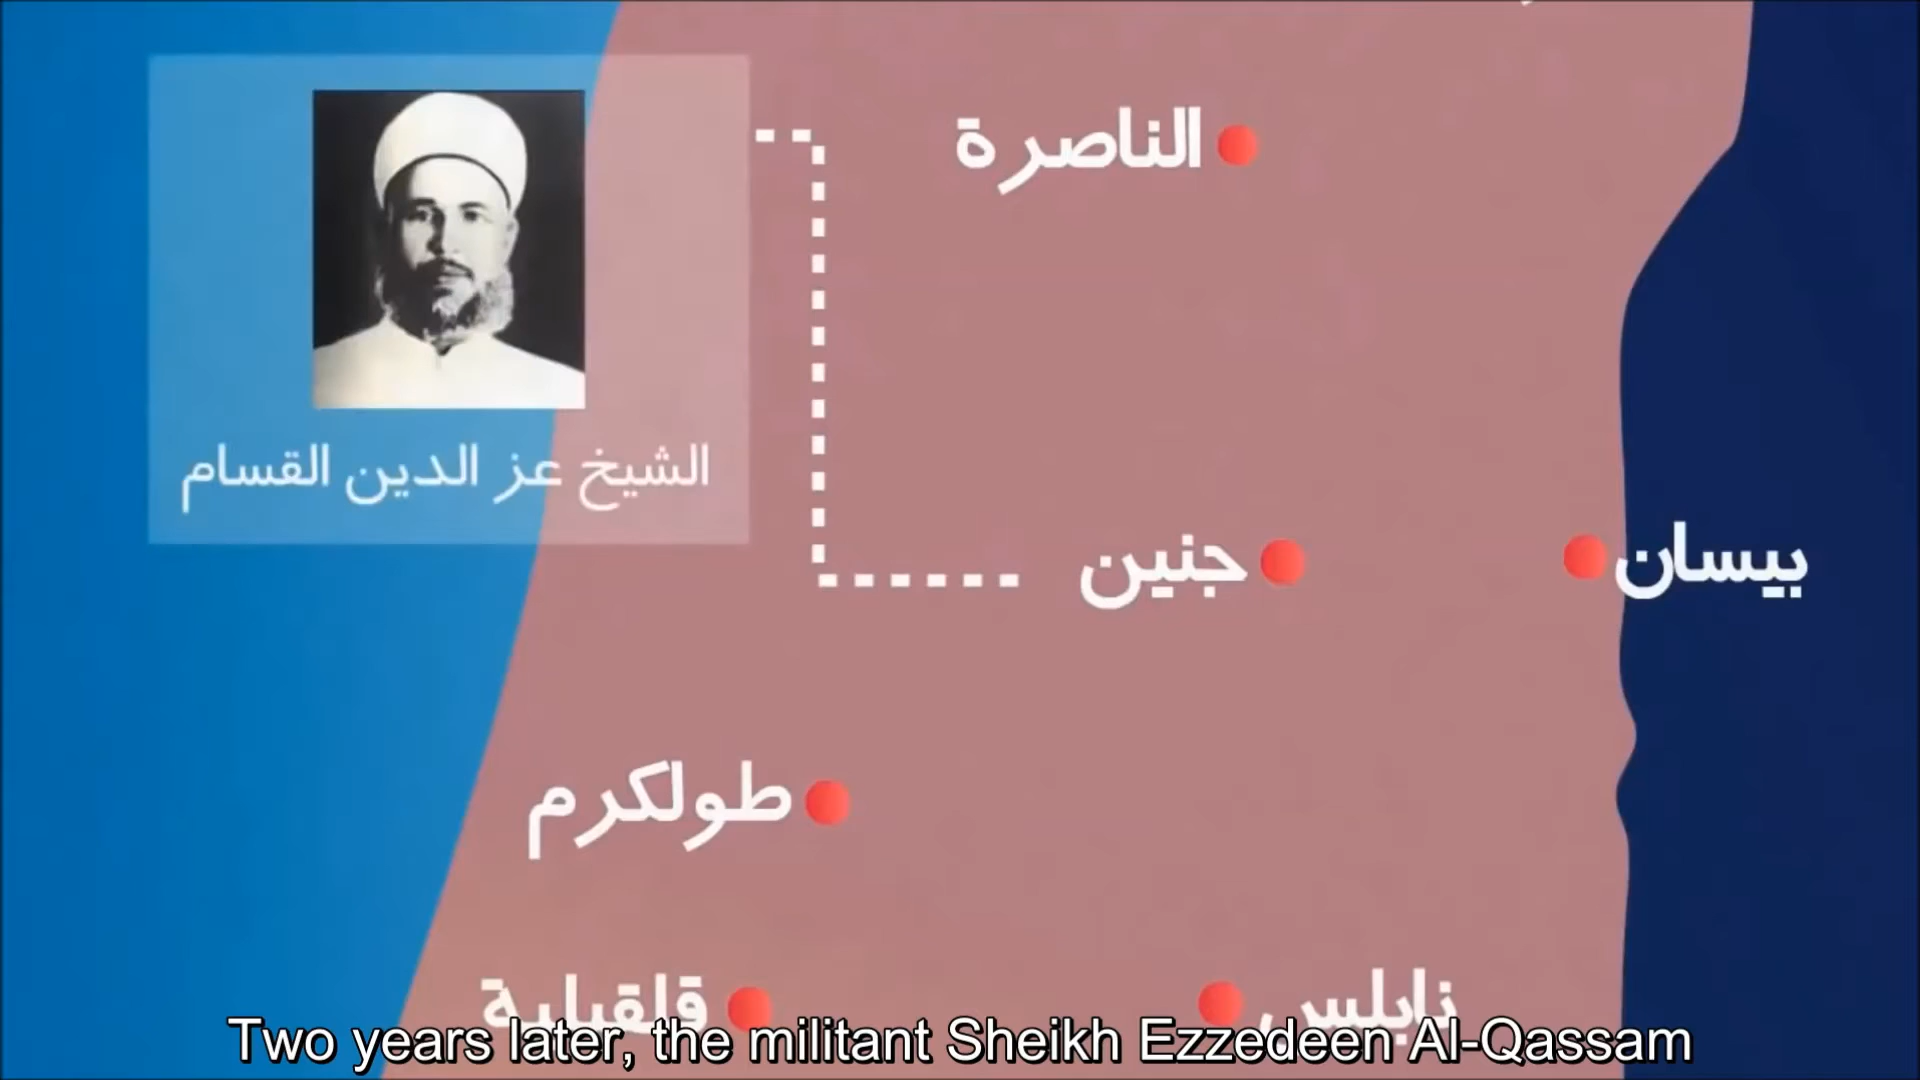 الناصرة
الشيخ عز الدين القسام
جنين
بيسان
طولكرم
قلقيلية
نابلس
Two years later, the militant Sheikh Ezzedeen Al-Qassam